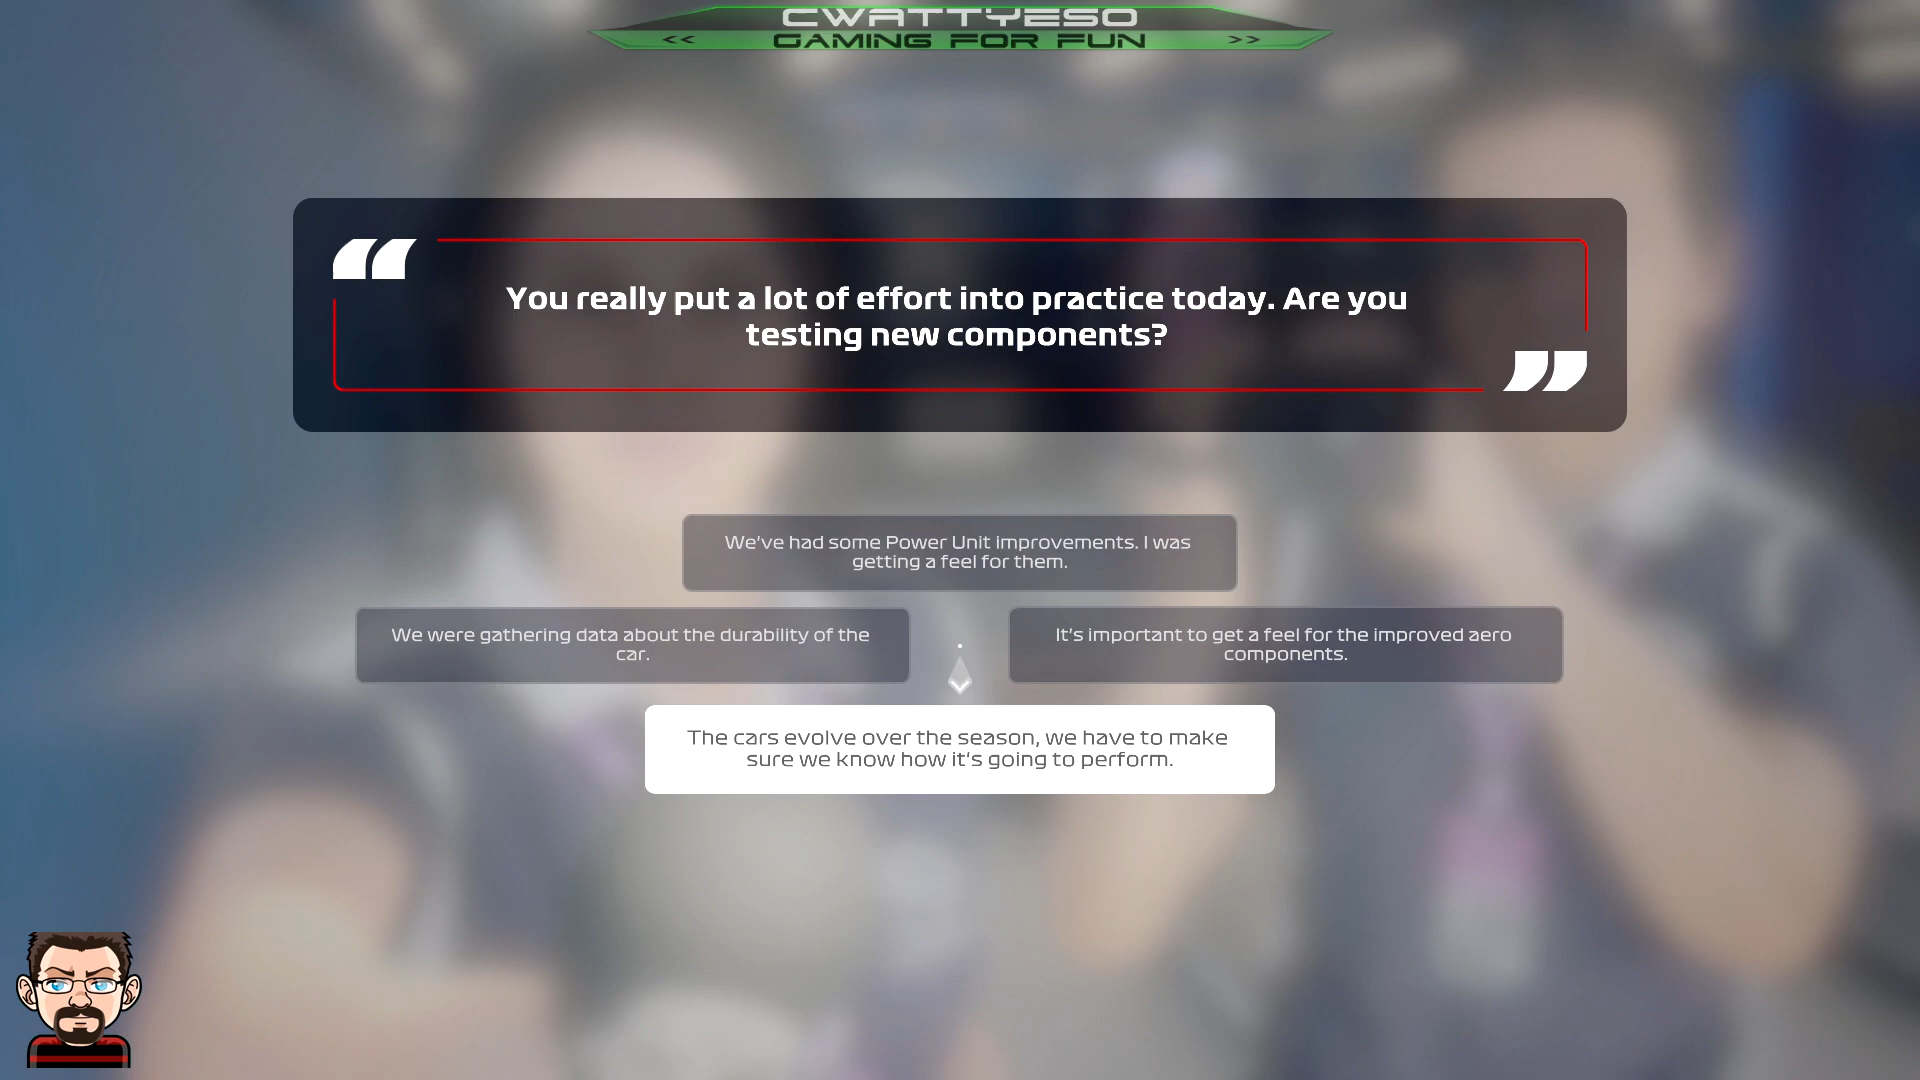 CWATTYESO
<< GAMING FOR FUN >>
You really put a lot of effort into practice today. Are you
testing new components?
We've had some Power Unit improvements. I was
getting a feel for them.
We were gathering data about the durability of the
car.
It's important to get a feel for the improved aero
components.
The cars evolve over the season, we have to make
sure we know how it's going to perform.